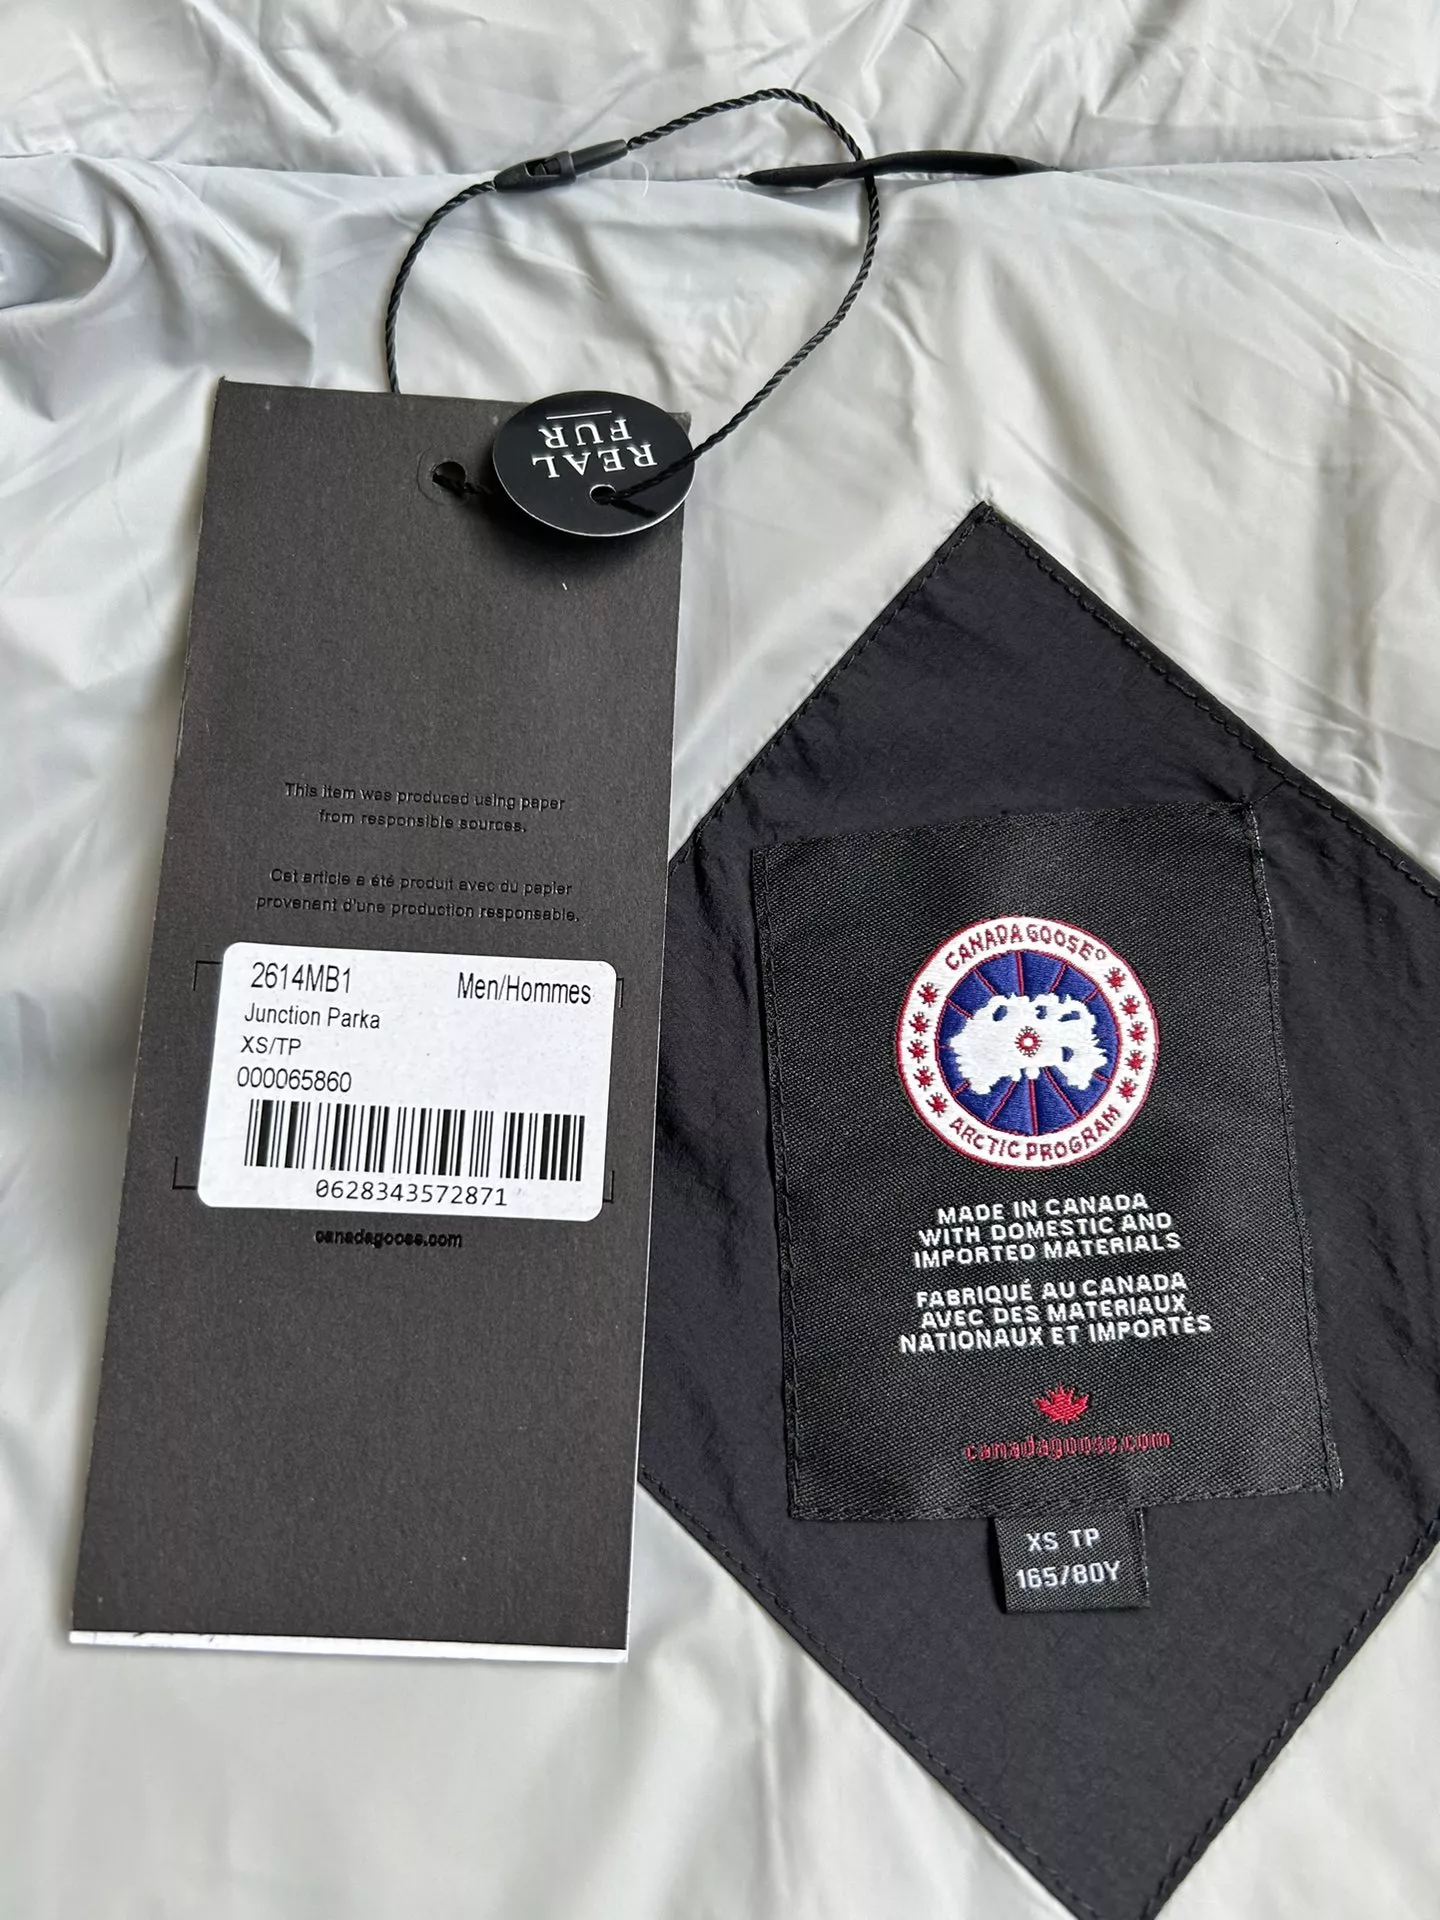 REAL
FUR
This item was produced using paper
from responsible sources.
Cet article a été produit avec du papier
provenant d'une production responsable.
2614MB1 Men/Hommes
Junction Parka
XS/TP
000065860
0628343572871
canadagoose.com
CANADA GOOSE®
ARCTIC PROGRAM
MADE IN CANADA
WITH DOMESTIC AND
IMPORTED MATERIALS
FABRIQUÉ AU CANADA
AVEC DES MATERIAUX
NATIONAUX ET IMPORTÉS
canadagoose.com
XS TP
165/80Y